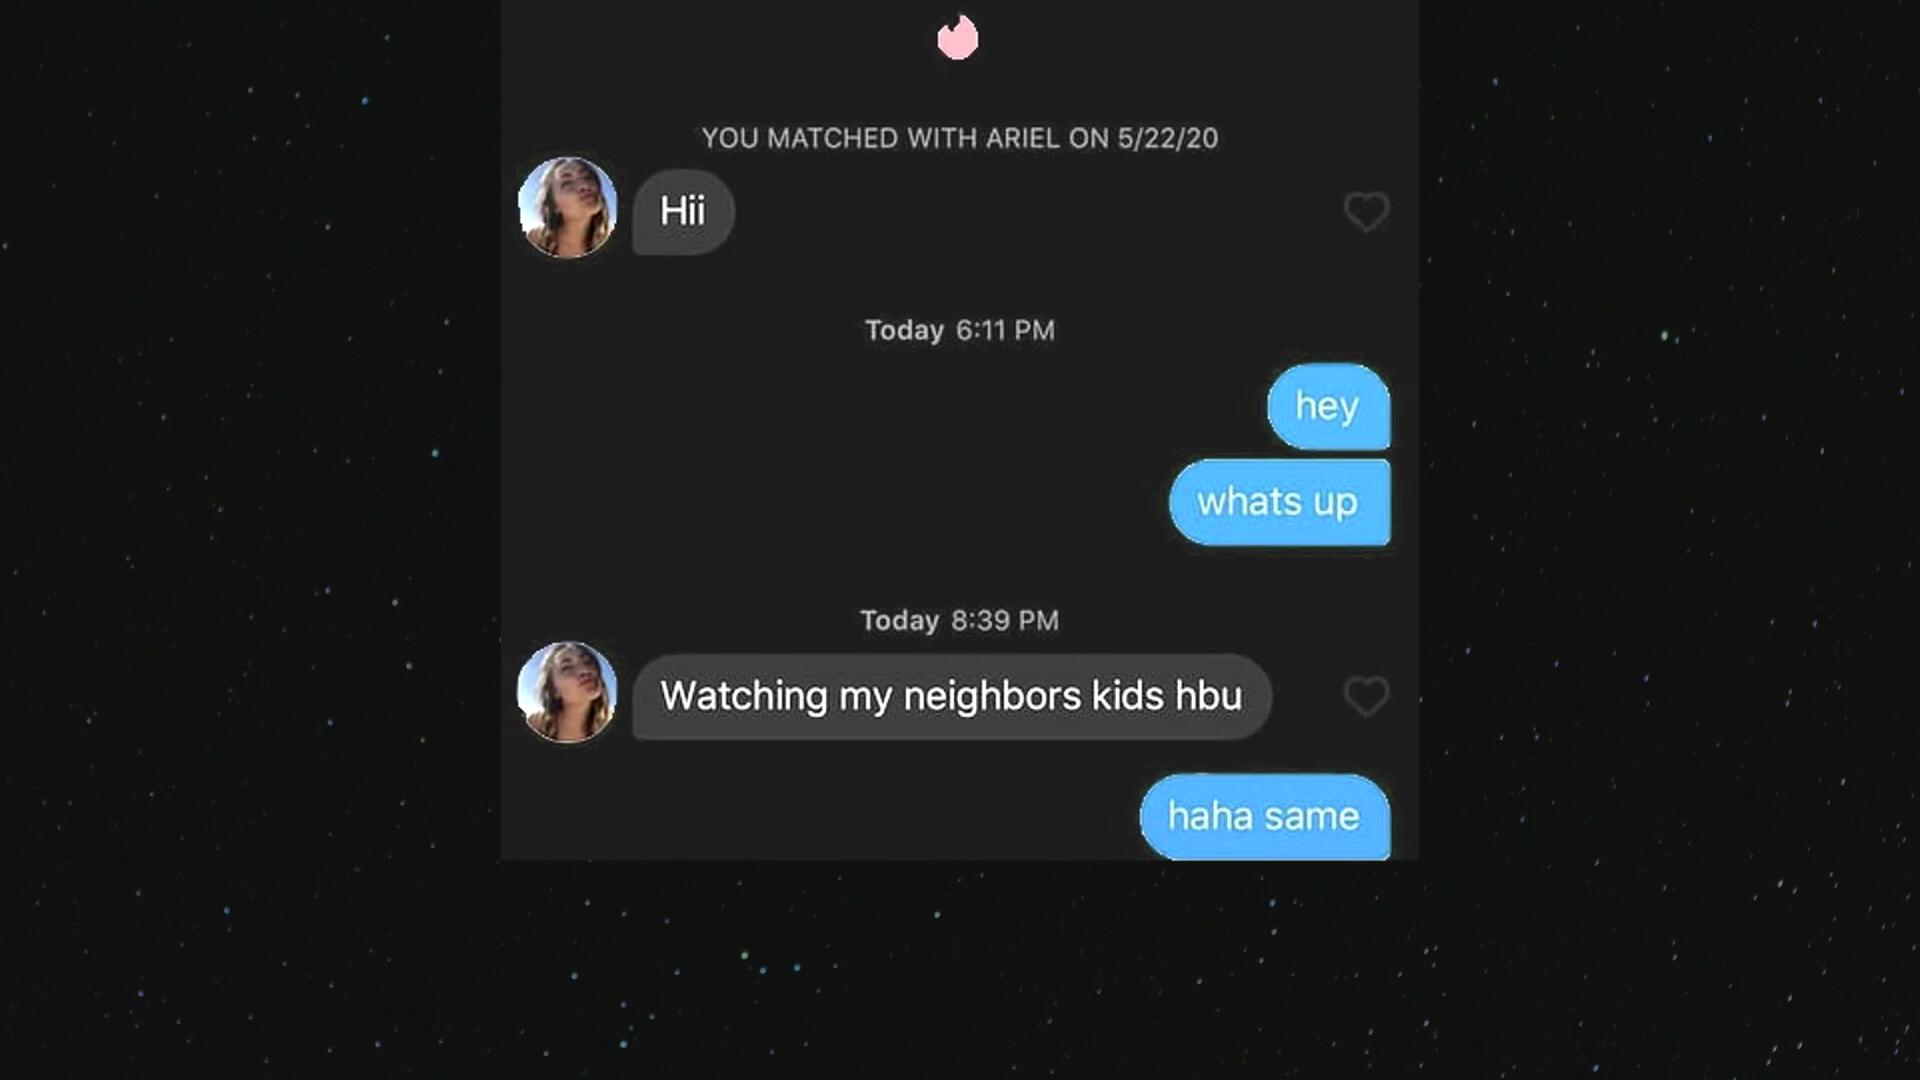 YOU MATCHED WITH ARIEL ON 5/22/20
Hii
Today 6:11 PM
hey
whats up
Today 8:39 PM
Watching my neighbors kids hbu
haha same